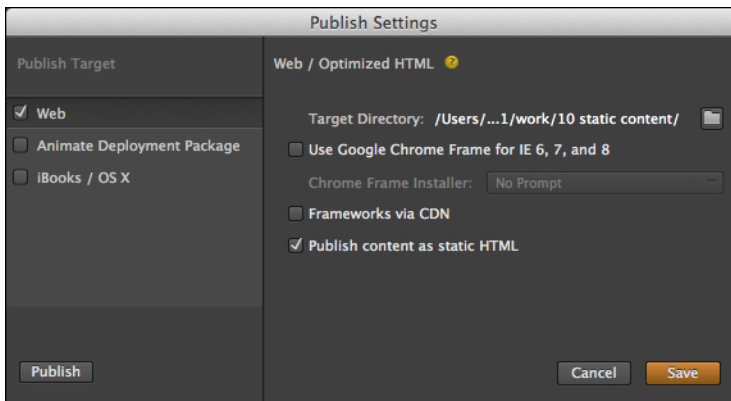 Publish Settings
Publish Target
Web
Animate Deployment Package
iBooks / OS X
Publish
Web / Optimized HTML ?
Target Directory: /Users/...1/work/10 static content/
Use Google Chrome Frame for IE 6, 7, and 8
Chrome Frame Installer: No Prompt
Frameworks via CDN
Publish content as static HTML
Cancel Save